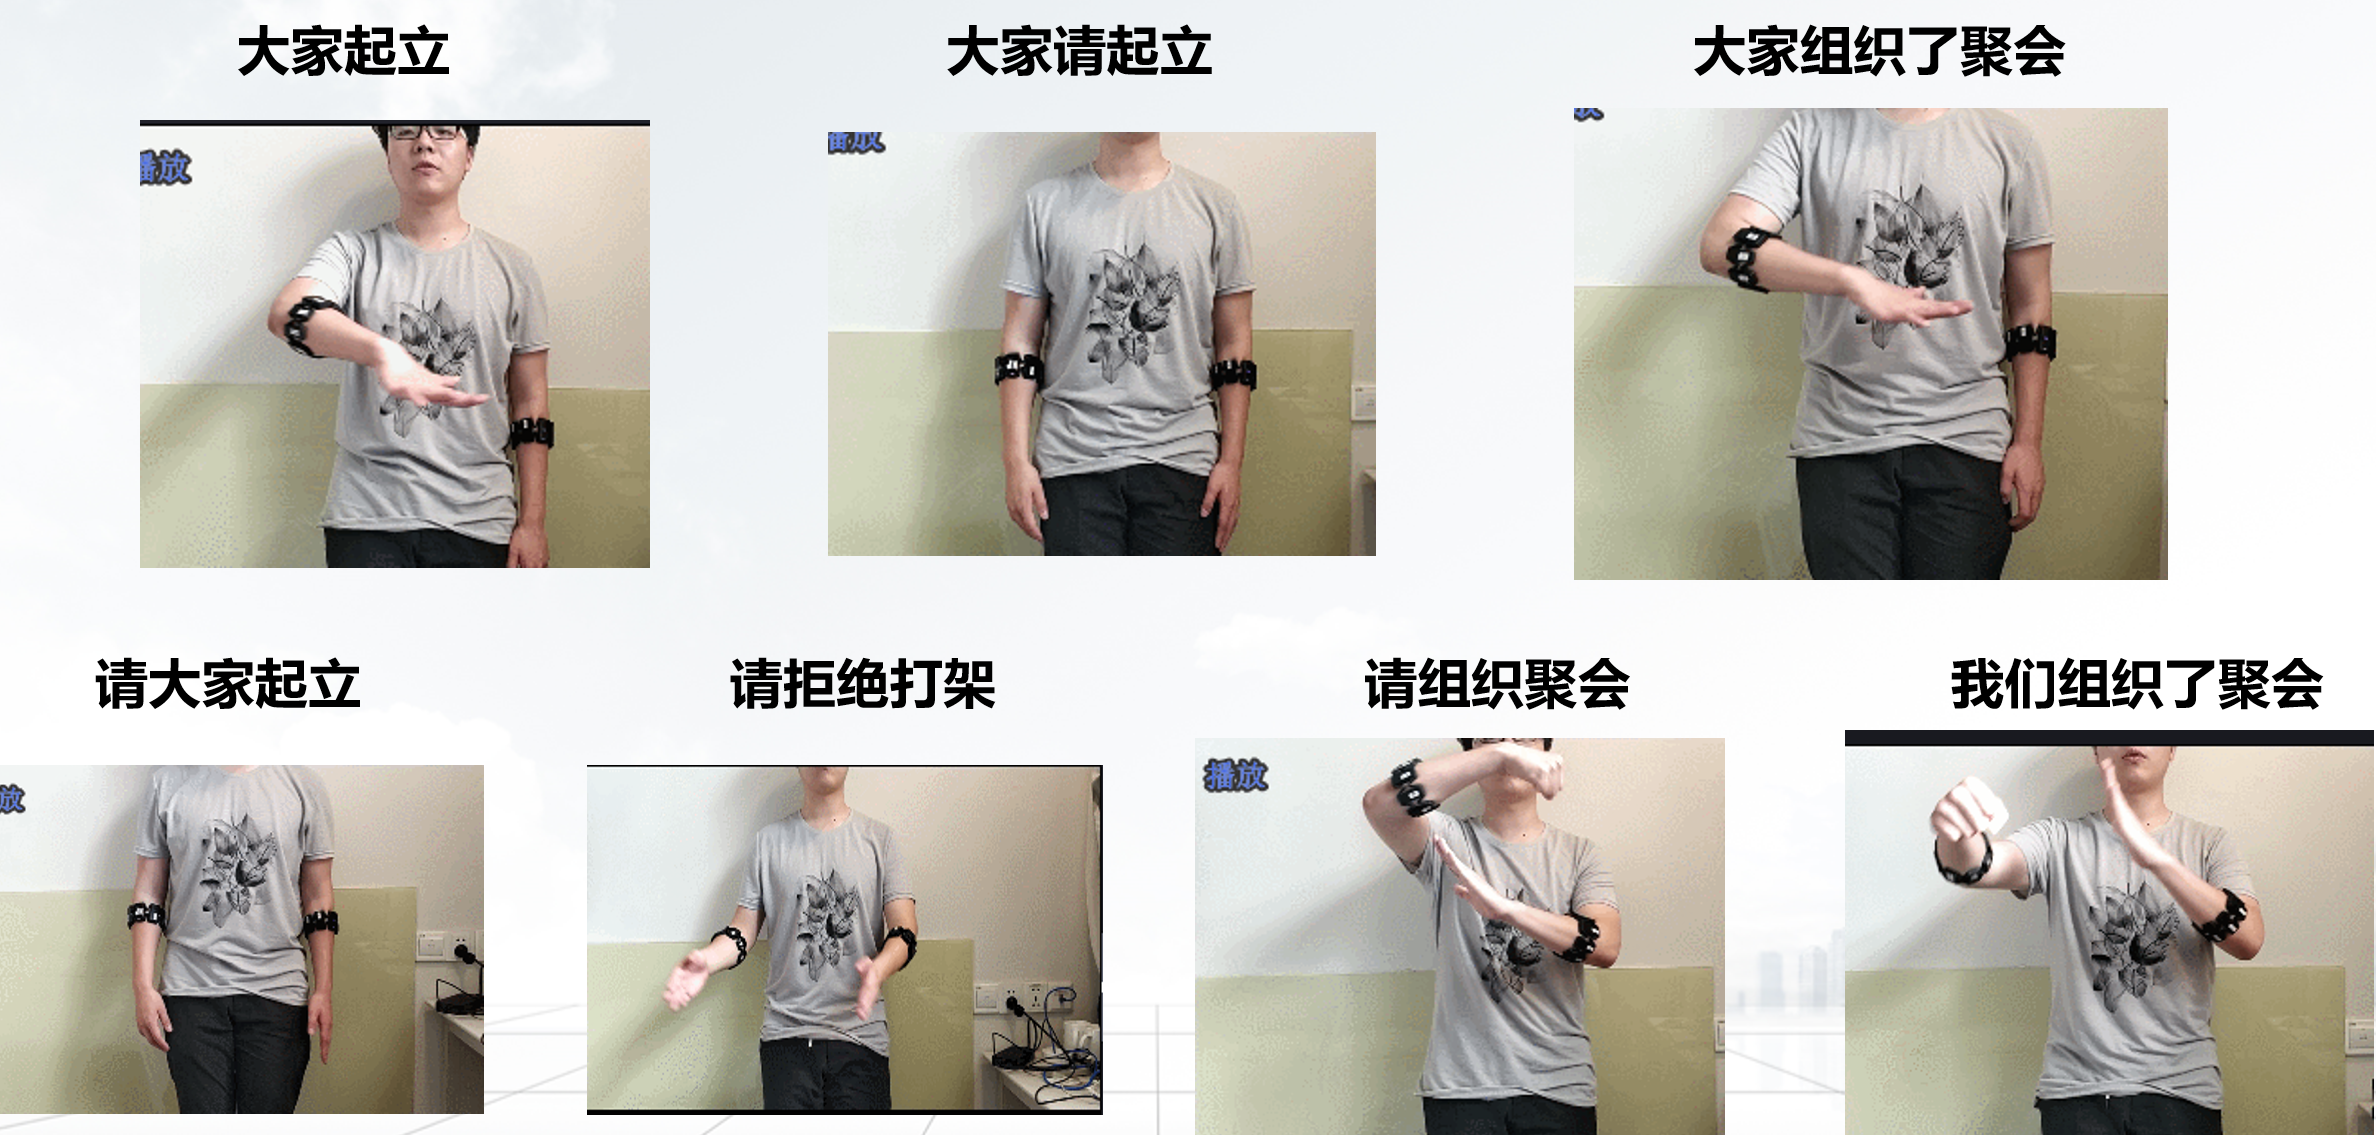 大家起立
大家请起立
大家组织了聚会
播放
播放
放
请大家起立
请拒绝打架
请组织聚会
我们组织了聚会
放
播放